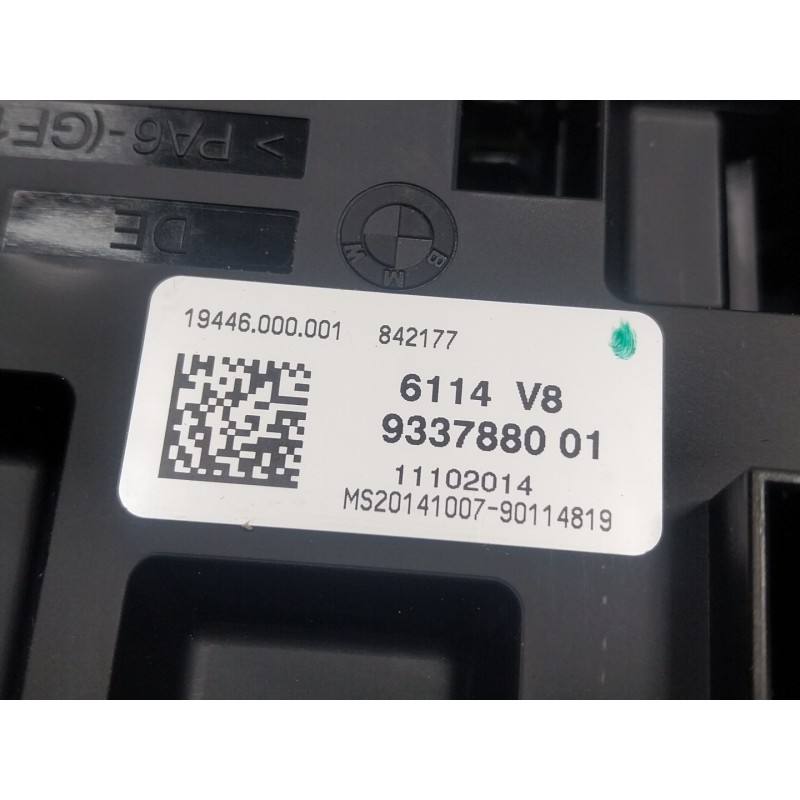 > PA6-(GF
DE
BMW
19446.000.001 842177
6114 V8
9337880 01
11102014
MS20141007-90114819